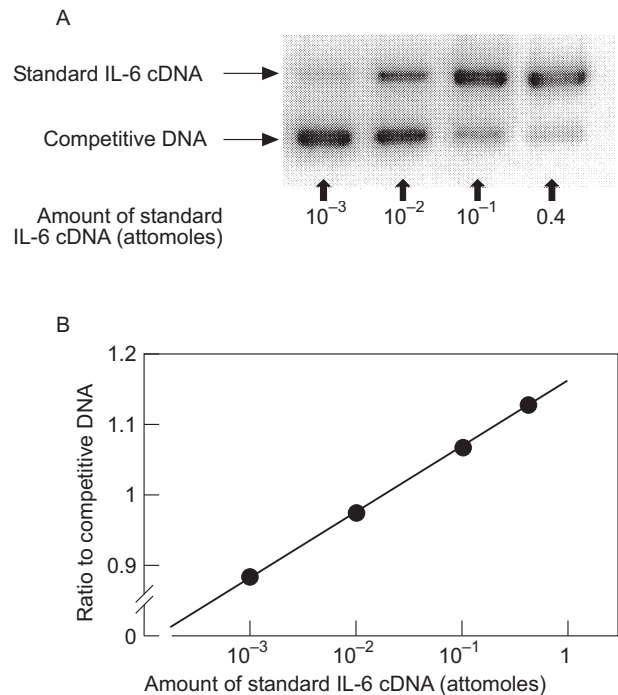 A
Standard IL-6 cDNA
Competitive DNA
Amount of standard
IL-6 cDNA (attomoles)
10⁻³ 10⁻² 10⁻¹ 0.4
B
Ratio to competitive DNA
1.2
1.1
1
0.9
0
10⁻³ 10⁻² 10⁻¹ 1
Amount of standard IL-6 cDNA (attomoles)